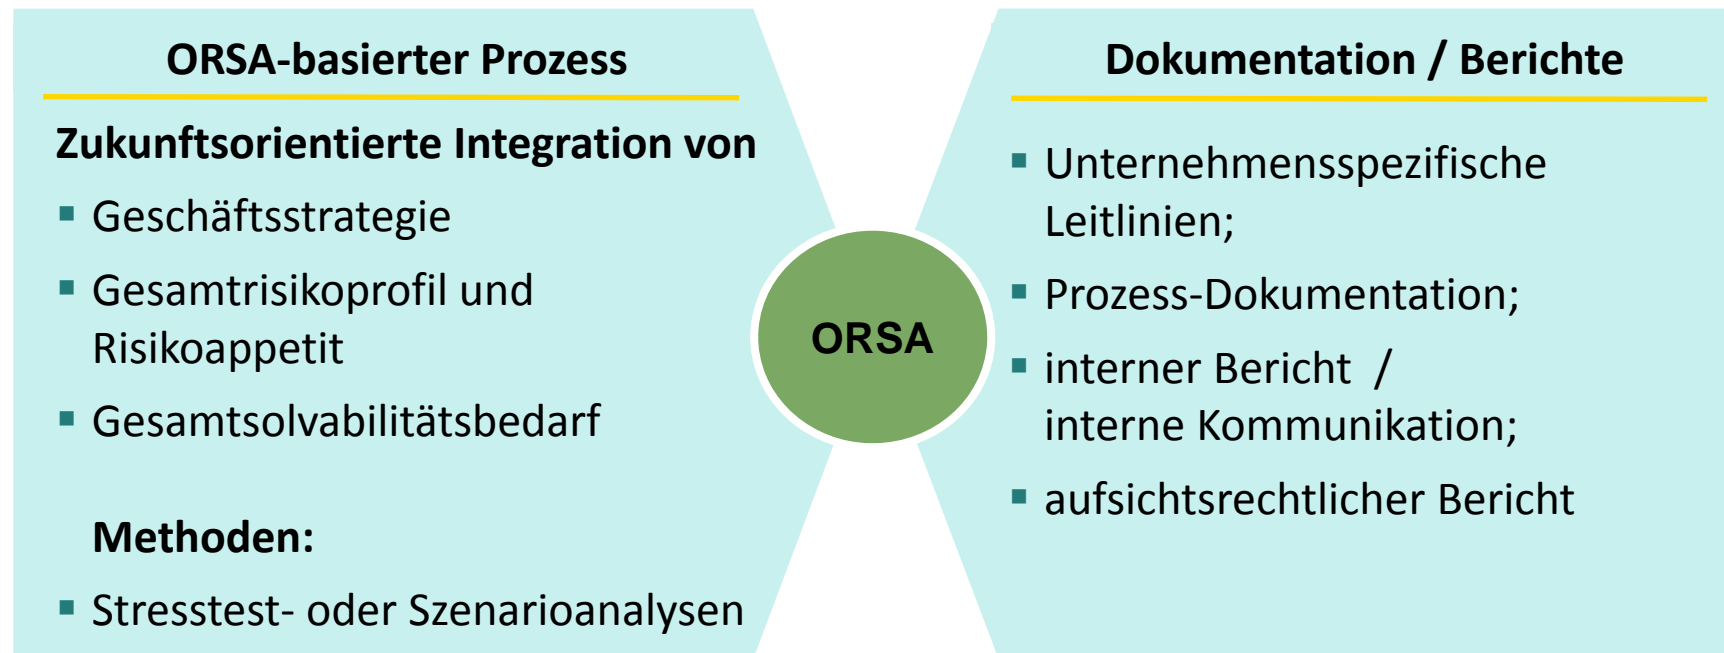 ORSA-basierter Prozess
Zukunftsorientierte Integration von
▪ Geschäftsstrategie
▪ Gesamtrisikoprofil und
Risikoappetit
▪ Gesamtsolvabilitätsbedarf
Methoden:
▪ Stresstest- oder Szenarioanalysen
ORSA
Dokumentation / Berichte
▪ Unternehmensspezifische
Leitlinien;
▪ Prozess-Dokumentation;
▪ interner Bericht /
interne Kommunikation;
▪ aufsichtsrechtlicher Bericht